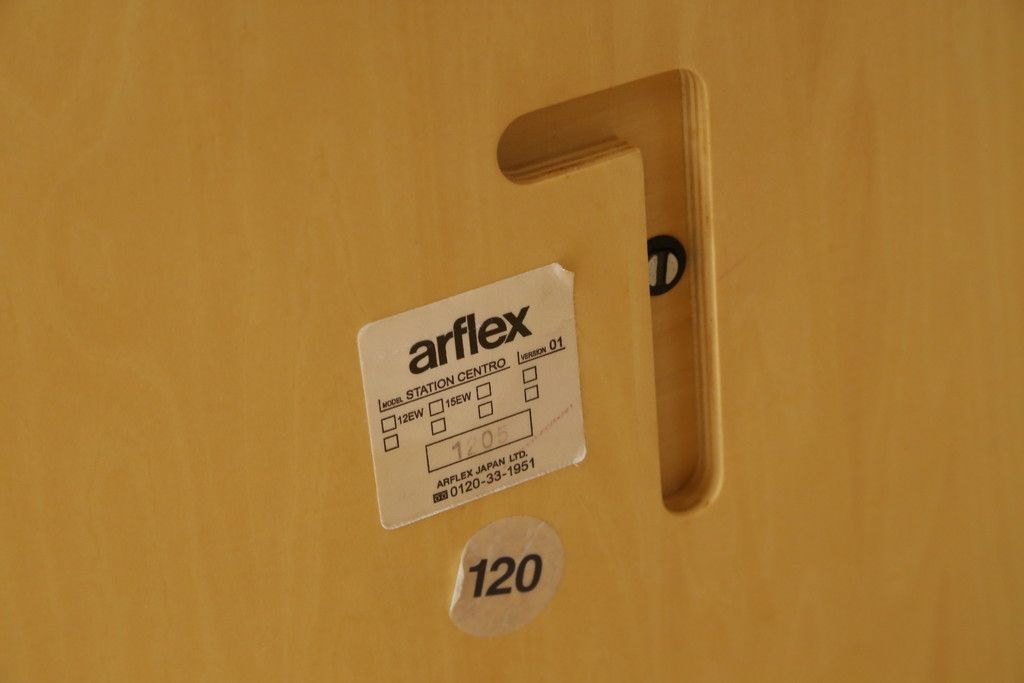 arflex
MODEL STATION CENTRO VERSION 01
12EW 15EW
1205
ARFLEX JAPAN LTD.
0120-33-1951
120